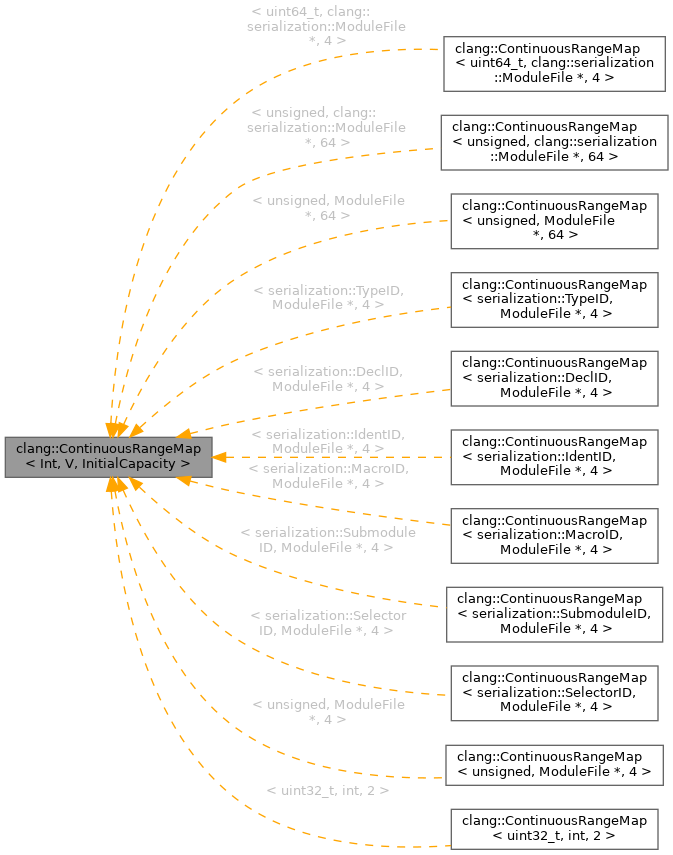 < uint64_t, clang::
serialization::ModuleFile
*, 4 >
clang::ContinuousRangeMap
< uint64_t, clang::serialization
::ModuleFile *, 4 >
< unsigned, clang::
serialization::ModuleFile
*, 64 >
clang::ContinuousRangeMap
< unsigned, clang::serialization
::ModuleFile *, 64 >
< unsigned, ModuleFile
*, 64 >
clang::ContinuousRangeMap
< unsigned, ModuleFile
*, 64 >
< serialization::TypeID,
ModuleFile *, 4 >
clang::ContinuousRangeMap
< serialization::TypeID,
ModuleFile *, 4 >
< serialization::DeclID,
ModuleFile *, 4 >
clang::ContinuousRangeMap
< serialization::DeclID,
ModuleFile *, 4 >
clang::ContinuousRangeMap
< Int, V, InitialCapacity >
< serialization::IdentID,
ModuleFile *, 4 >
clang::ContinuousRangeMap
< serialization::IdentID,
ModuleFile *, 4 >
< serialization::MacroID,
ModuleFile *, 4 >
clang::ContinuousRangeMap
< serialization::MacroID,
ModuleFile *, 4 >
< serialization::Submodule
ID, ModuleFile *, 4 >
clang::ContinuousRangeMap
< serialization::SubmoduleID,
ModuleFile *, 4 >
< serialization::Selector
ID, ModuleFile *, 4 >
clang::ContinuousRangeMap
< serialization::SelectorID,
ModuleFile *, 4 >
< unsigned, ModuleFile
*, 4 >
clang::ContinuousRangeMap
< unsigned, ModuleFile *, 4 >
< uint32_t, int, 2 >
clang::ContinuousRangeMap
< uint32_t, int, 2 >